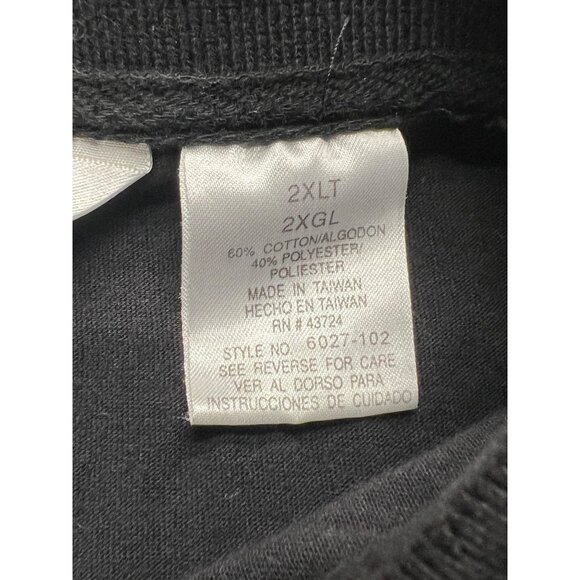 2XLT
2XGL
60% COTTON/ALGODON
40% POLYESTER/
POLIESTER
MADE IN TAIWAN
HECHO EN TAIWAN
RN # 43724
STYLE NO. 6027-102
SEE REVERSE FOR CARE
VER AL DORSO PARA
INSTRUCCIONES DE CUIDADO